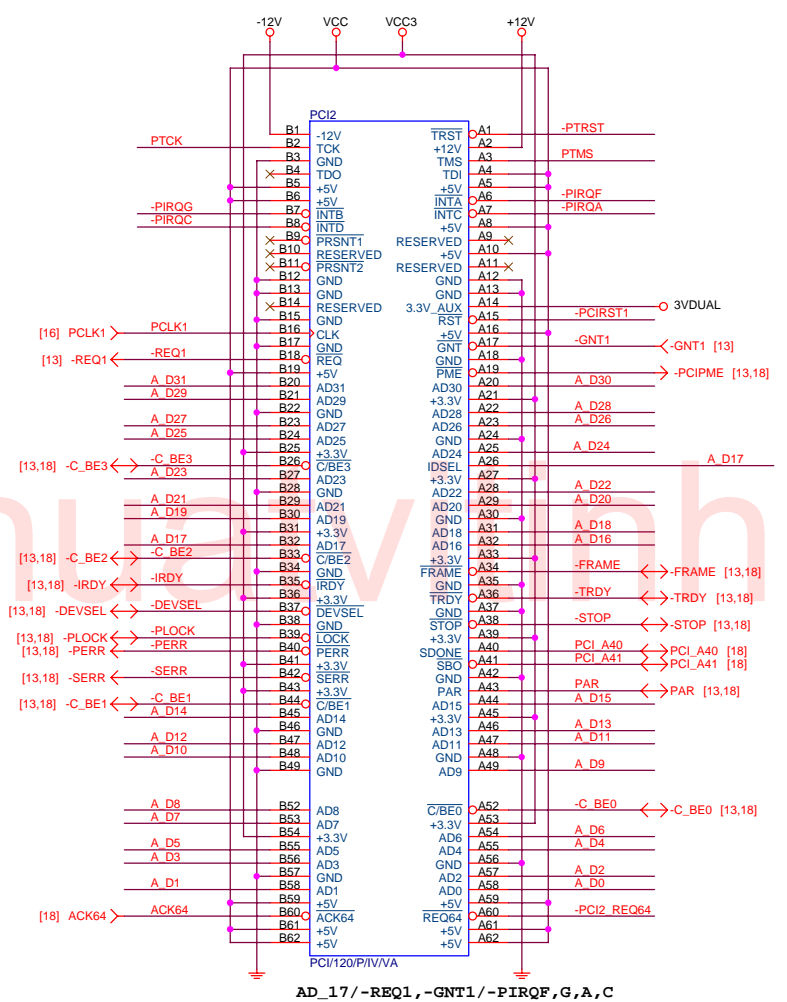 -12V VCC VCC3 +12V
PCI2
B1 -12V TRST A1 -PTRST
PTCK B2 TCK +12V A2
B3 GND TMS A3 PTMS
B4 TDO TDI A4
B5 +5V +5V A5
B6 +5V INTA A6 -PIRQF
-PIRQG B7 INTB INTC A7 -PIRQA
-PIRQC B8 INTD +5V A8
B9 PRSNT1 RESERVED A9
B10 RESERVED +5V A10
B11 PRSNT2 RESERVED A11
B12 GND GND A12
B13 GND GND A13
B14 RESERVED 3.3V_AUX A14 3VDUAL
B15 GND RST A15 -PCIRST1
[16] PCLK1 PCLK1 B16 CLK +5V A16
B17 GND GNT A17 -GNT1 -GNT1 [13]
[13] -REQ1 -REQ1 B18 REQ GND A18
B19 +5V PME A19 -PCIPME [13,18]
A_D31 B20 AD31 AD30 A20 A_D30
A_D29 B21 AD29 +3.3V A21
B22 GND AD28 A22 A_D28
A_D27 B23 AD27 AD26 A23 A_D26
A_D25 B24 AD25 GND A24
B25 +3.3V AD24 A25 A_D24
[13,18] -C_BE3 -C_BE3 B26 C/BE3 IDSEL A26 A_D17
A_D23 B27 AD23 +3.3V A27
B28 GND AD22 A28 A_D22
A_D21 B29 AD21 AD20 A29 A_D20
A_D19 B30 AD19 GND A30
B31 +3.3V AD18 A31 A_D18
A_D17 B32 AD17 AD16 A32 A_D16
[13,18] -C_BE2 -C_BE2 B33 C/BE2 +3.3V A33
B34 GND FRAME A34 -FRAME -FRAME [13,18]
[13,18] -IRDY -IRDY B35 IRDY GND A35
B36 +3.3V TRDY A36 -TRDY -TRDY [13,18]
[13,18] -DEVSEL -DEVSEL B37 DEVSEL GND A37
B38 GND STOP A38 -STOP -STOP [13,18]
[13,18] -PLOCK -PLOCK B39 LOCK +3.3V A39
[13,18] -PERR -PERR B40 PERR SDONE A40 PCI_A40 PCI_A40 [18]
B41 +3.3V SBO A41 PCI_A41 PCI_A41 [18]
[13,18] -SERR -SERR B42 SERR GND A42
B43 +3.3V PAR A43 PAR PAR [13,18]
[13,18] -C_BE1 -C_BE1 B44 C/BE1 AD15 A44 A_D15
A_D14 B45 AD14 +3.3V A45
B46 GND AD13 A46 A_D13
A_D12 B47 AD12 AD11 A47 A_D11
A_D10 B48 AD10 GND A48
B49 GND AD9 A49 A_D9
A_D8 B52 AD8 C/BE0 A52 -C_BE0 -C_BE0 [13,18]
A_D7 B53 AD7 +3.3V A53
B54 +3.3V AD6 A54 A_D6
A_D5 B55 AD5 AD4 A55 A_D4
A_D3 B56 AD3 GND A56
B57 GND AD2 A57 A_D2
A_D1 B58 AD1 AD0 A58 A_D0
B59 +5V +5V A59
[18] ACK64 ACK64 B60 ACK64 REQ64 A60 -PCI2_REQ64
B61 +5V +5V A61
B62 +5V +5V A62
PCI/120/P/IV/VA
AD_17/-REQ1,-GNT1/-PIRQF,G,A,C
huatvitinh